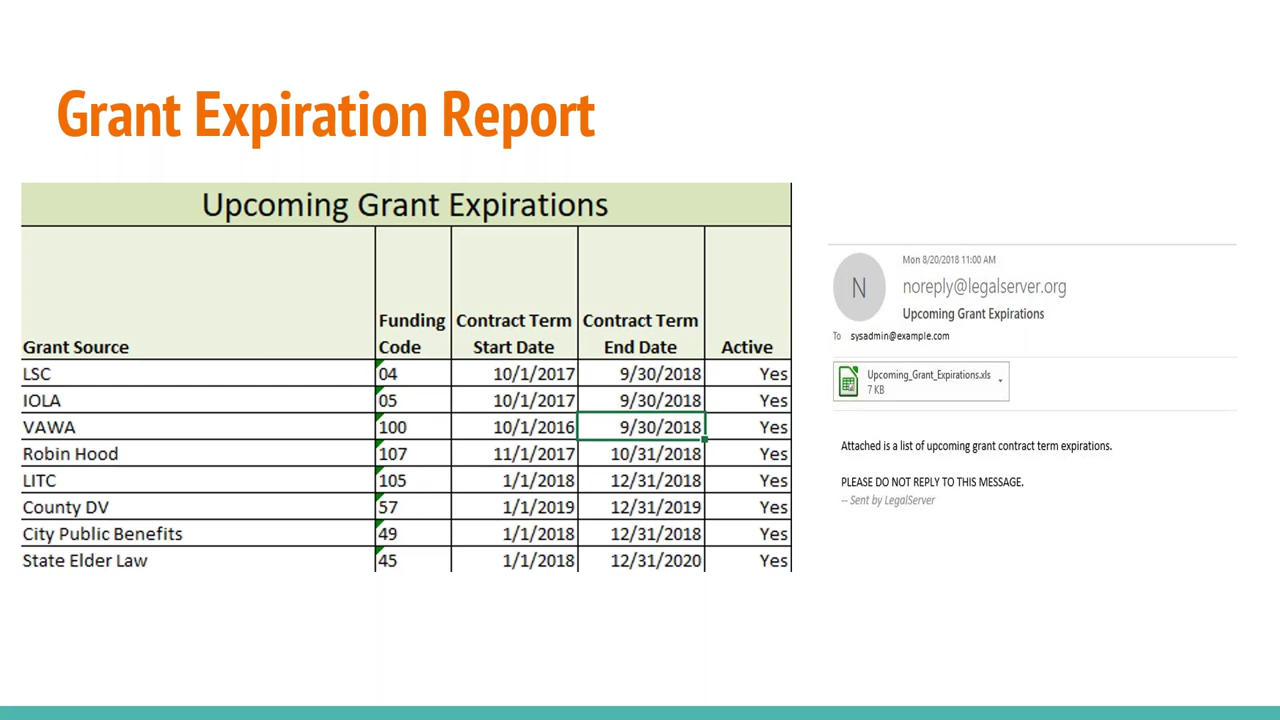 Grant Expiration Report
Upcoming Grant Expirations
Grant Source Funding Code Contract Term Start Date Contract Term End Date Active
LSC 04 10/1/2017 9/30/2018 Yes
IOLA 05 10/1/2017 9/30/2018 Yes
VAWA 100 10/1/2016 9/30/2018 Yes
Robin Hood 107 11/1/2017 10/31/2018 Yes
LITC 105 1/1/2018 12/31/2018 Yes
County DV 57 1/1/2019 12/31/2019 Yes
City Public Benefits 49 1/1/2018 12/31/2018 Yes
State Elder Law 45 1/1/2018 12/31/2020 Yes
Mon 8/20/2018 11:00 AM
N
noreply@legalserver.org
Upcoming Grant Expirations
To sysadmin@example.com
Upcoming_Grant_Expirations.xls
7 KB
Attached is a list of upcoming grant contract term expirations.
PLEASE DO NOT REPLY TO THIS MESSAGE.
-- Sent by LegalServer